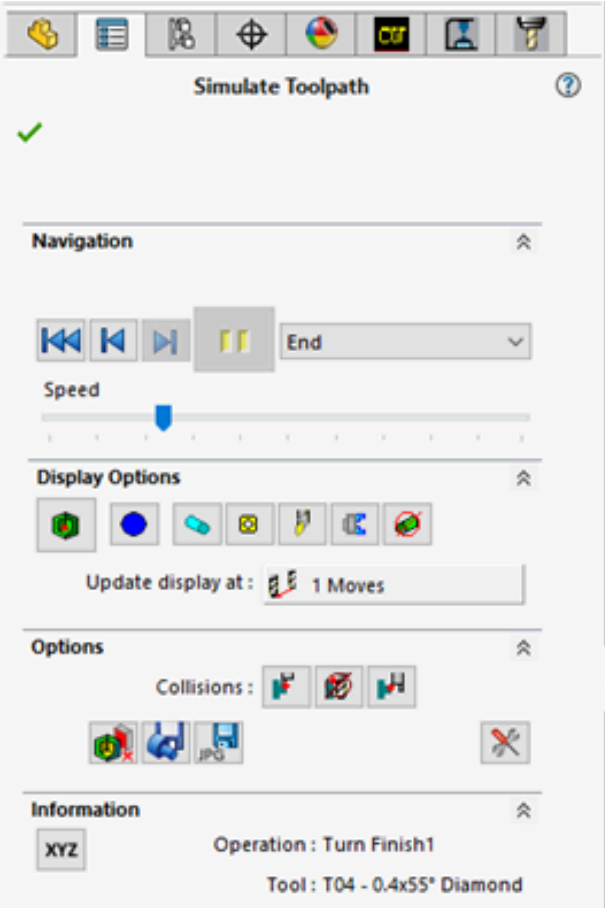 Simulate Toolpath
Navigation
End
Speed
Display Options
Update display at : 1 Moves
Options
Collisions :
JPG
Information
XYZ
Operation : Turn Finish1
Tool : T04 - 0.4x55° Diamond